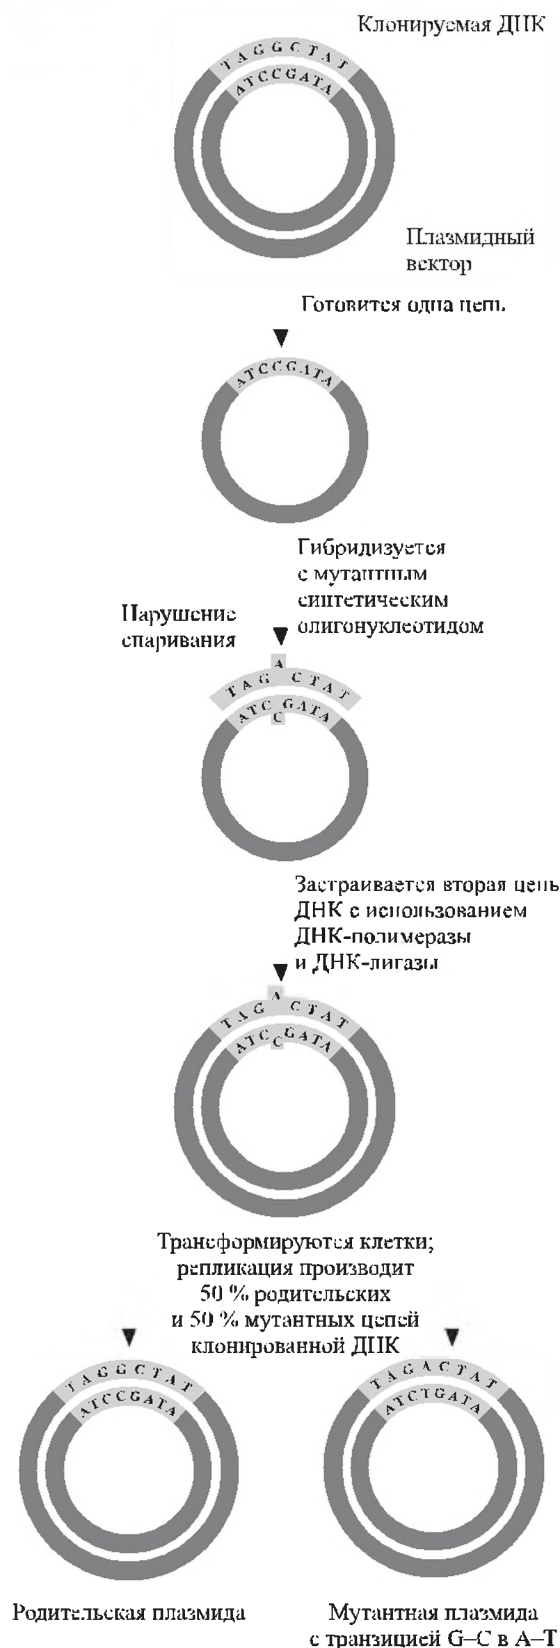 Клонируемая ДНК
TAGGCTAT
ATCCGATA
Плазмидный
вектор
Готовится одна цепь
ATCCGATA
Гибридизуется
с мутантным
синтетическим
олигонуклеотидом
Нарушение
спаривания
A
TAG CTAT
ATC GATA
C
Застраивается вторая цепь
ДНК с использованием
ДНК-полимеразы
и ДНК-лигазы
A
TAG CTAT
ATC GATA
C
Трансформируются клетки;
репликация производит
50 % родительских
и 50 % мутантных цепей
клонированной ДНК
TAGGCTAT
ATCCGATA
TAGACTAT
ATCTGATA
Родительская плазмида
Мутантная плазмида
с транзицией G–C в A–T